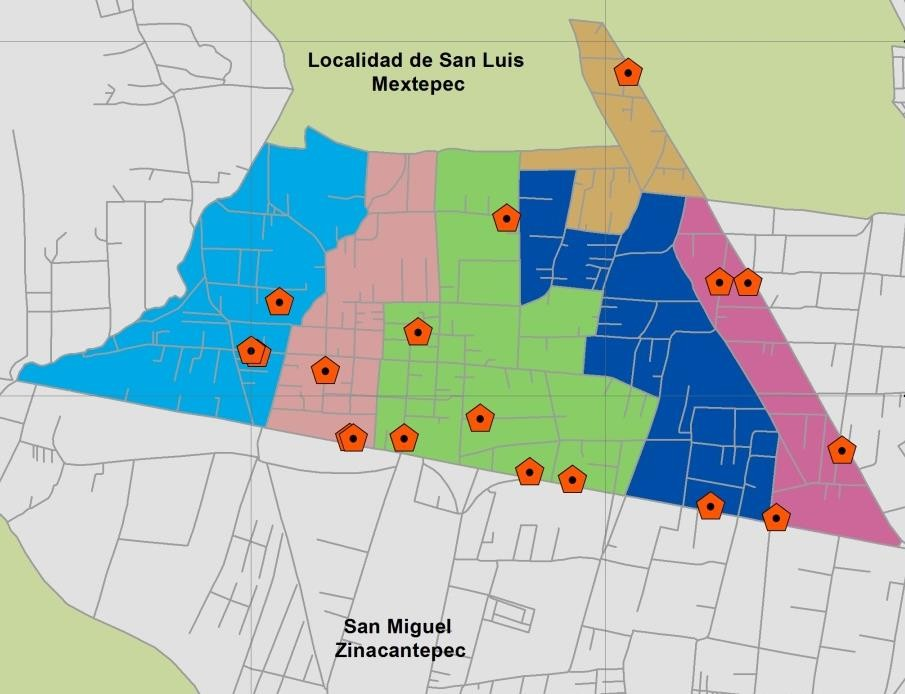 Localidad de San Luis
Mextepec
San Miguel
Zinacantepec